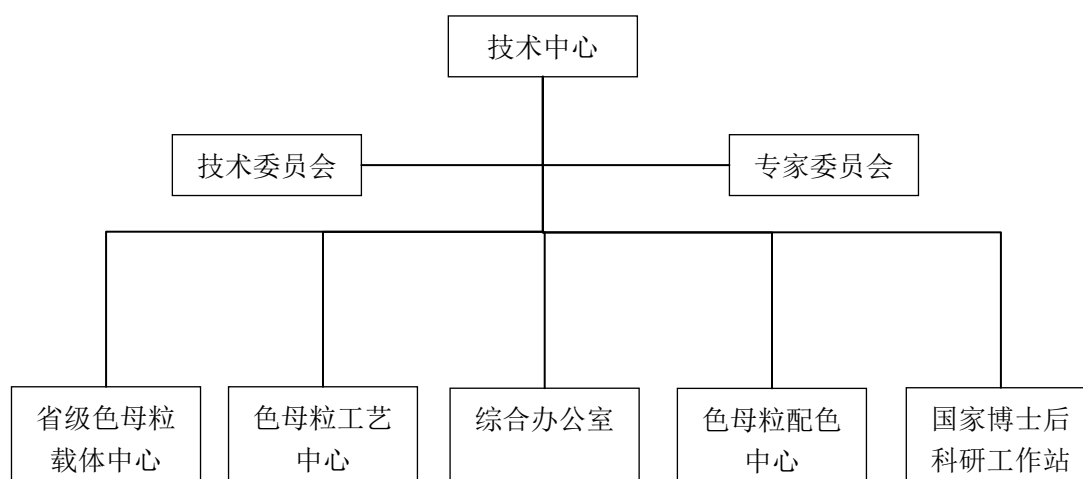 技术中心
技术委员会
专家委员会
省级色母粒
载体中心
色母粒工艺
中心
综合办公室
色母粒配色
中心
国家博士后
科研工作站